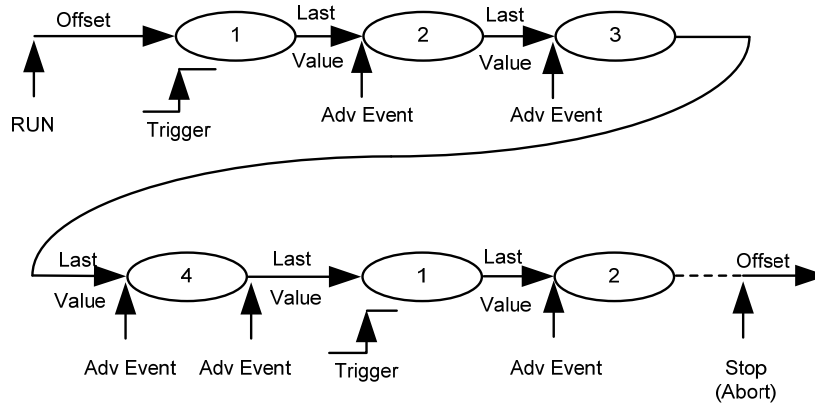 Offset
1
Last
Value
2
Last
Value
3
RUN
Trigger
Adv Event
Adv Event
Last
Value
4
Last
Value
1
Last
Value
2
Offset
Adv Event
Adv Event
Trigger
Adv Event
Stop
(Abort)